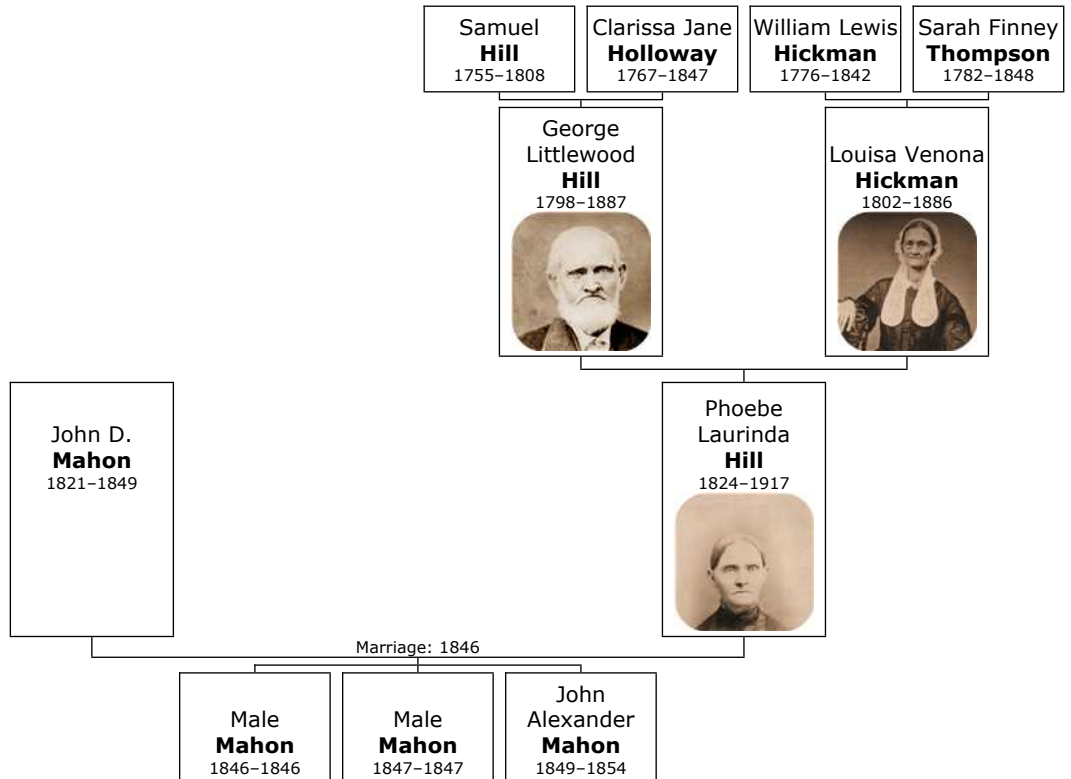 Samuel
Hill
1755–1808
Clarissa Jane
Holloway
1767–1847
William Lewis
Hickman
1776–1842
Sarah Finney
Thompson
1782–1848
George
Littlewood
Hill
1798–1887
Louisa Venona
Hickman
1802–1886
John D.
Mahon
1821–1849
Phoebe
Laurinda
Hill
1824–1917
Marriage: 1846
Male
Mahon
1846–1846
Male
Mahon
1847–1847
John
Alexander
Mahon
1849–1854